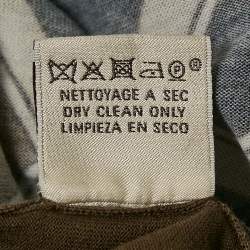 NETTOYAGE A SEC
DRY CLEAN ONLY
LIMPIEZA EN SECO